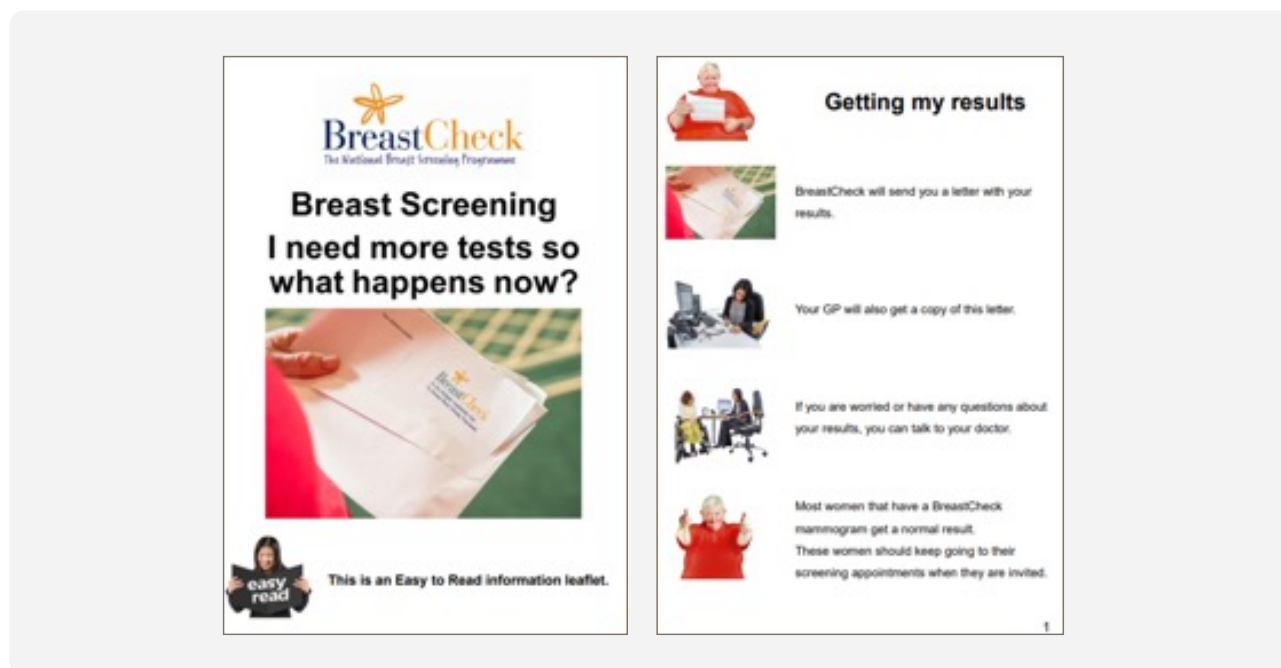 BreastCheck
The National Breast Screening Programme
Breast Screening
I need more tests so
what happens now?
BreastCheck
easy
read
This is an Easy to Read information leaflet.
Getting my results
BreastCheck will send you a letter with your
results.
Your GP will also get a copy of this letter.
If you are worried or have any questions about
your results, you can talk to your doctor.
Most women that have a BreastCheck
mammogram get a normal result.
These women should keep going to their
screening appointments when they are invited.
1